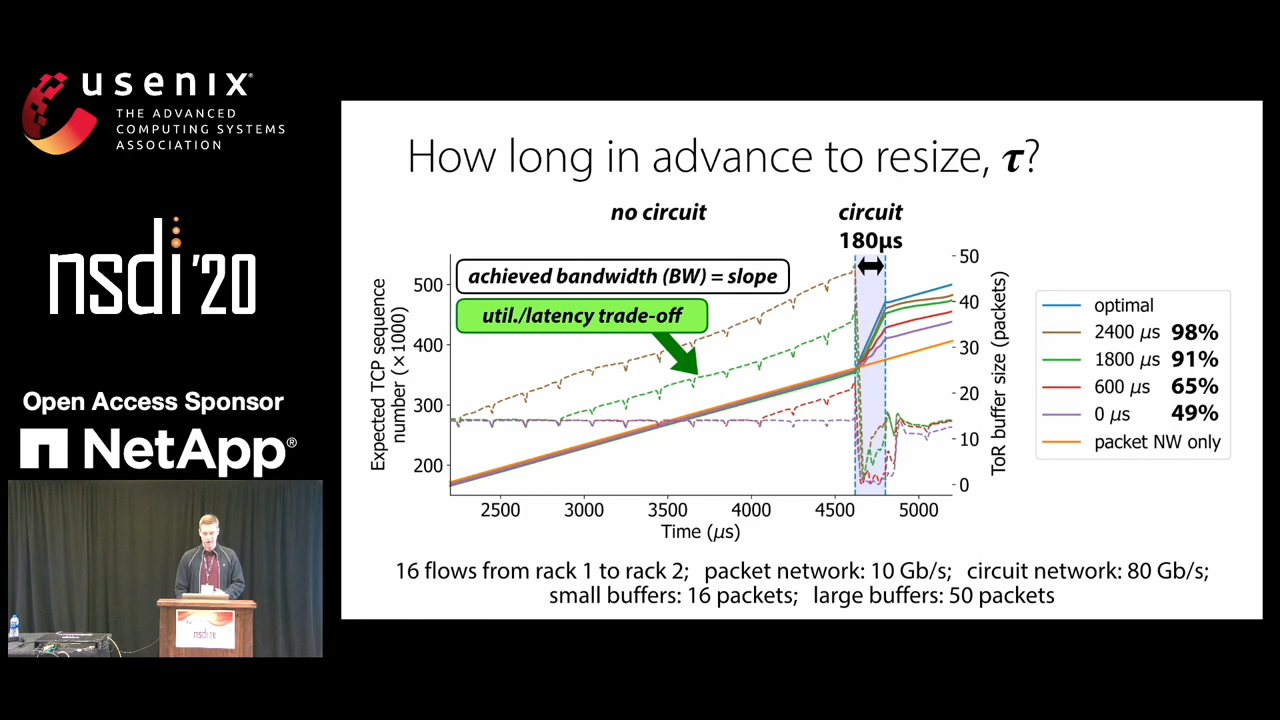 usenix®
THE ADVANCED
COMPUTING SYSTEMS
ASSOCIATION
nsdi '20
Open Access Sponsor
NetApp®
nsdi '20
How long in advance to resize, τ?
no circuit
circuit
180μs
achieved bandwidth (BW) = slope
util./latency trade-off
Expected TCP sequence
number (×1000)
500
400
300
200
2500 3000 3500 4000 4500 5000
Time (μs)
50
40
30
20
10
0
ToR buffer size (packets)
optimal
2400 μs 98%
1800 μs 91%
600 μs 65%
0 μs 49%
packet NW only
16 flows from rack 1 to rack 2; packet network: 10 Gb/s; circuit network: 80 Gb/s;
small buffers: 16 packets; large buffers: 50 packets